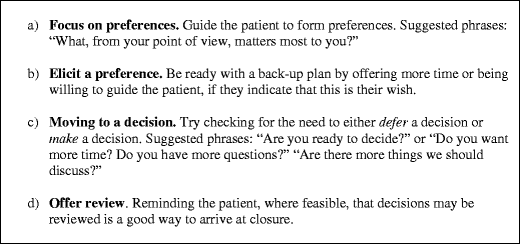 a) Focus on preferences. Guide the patient to form preferences. Suggested phrases:
“What, from your point of view, matters most to you?”
b) Elicit a preference. Be ready with a back-up plan by offering more time or being
willing to guide the patient, if they indicate that this is their wish.
c) Moving to a decision. Try checking for the need to either defer a decision or
make a decision. Suggested phrases: “Are you ready to decide?” or “Do you want
more time? Do you have more questions?” “Are there more things we should
discuss?”
d) Offer review. Reminding the patient, where feasible, that decisions may be
reviewed is a good way to arrive at closure.